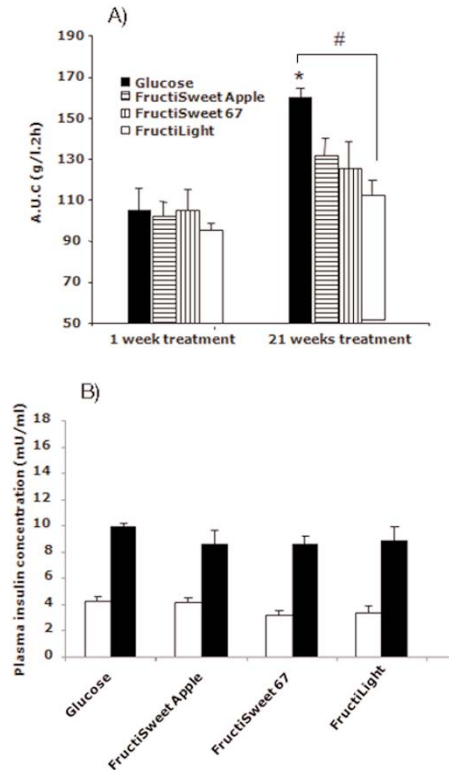 A)
190
170
150
130
110
90
70
50
A.U.C (g/l.2h)
Glucose
FructiSweet Apple
FructiSweet 67
FructiLight
*
#
1 week treatment
21 weeks treatment
B)
Plasma insulin concentration (mU/ml)
18
16
14
12
10
8
6
4
2
0
Glucose
FructiSweet Apple
FructiSweet 67
FructiLight